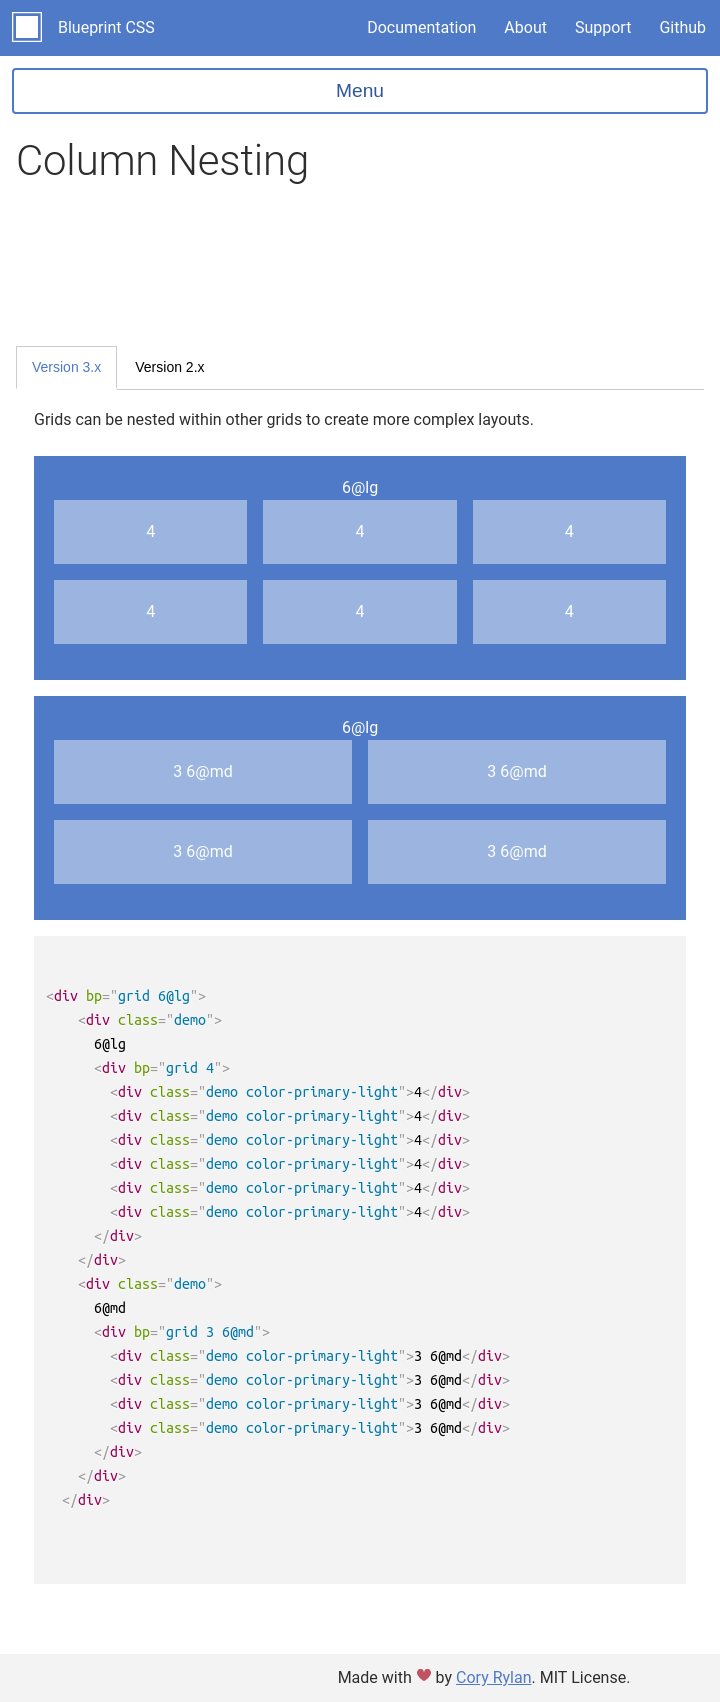 Blueprint CSS Documentation About Support Github
Menu
Column Nesting
Version 3.x Version 2.x
Grids can be nested within other grids to create more complex layouts.
6@lg
4 4 4
4 4 4
6@lg
3 6@md 3 6@md
3 6@md 3 6@md
<div bp="grid 6@lg">
    <div class="demo">
      6@lg
      <div bp="grid 4">
        <div class="demo color-primary-light">4</div>
        <div class="demo color-primary-light">4</div>
        <div class="demo color-primary-light">4</div>
        <div class="demo color-primary-light">4</div>
        <div class="demo color-primary-light">4</div>
        <div class="demo color-primary-light">4</div>
      </div>
    </div>
    <div class="demo">
      6@md
      <div bp="grid 3 6@md">
        <div class="demo color-primary-light">3 6@md</div>
        <div class="demo color-primary-light">3 6@md</div>
        <div class="demo color-primary-light">3 6@md</div>
        <div class="demo color-primary-light">3 6@md</div>
      </div>
    </div>
  </div>
Made with ♥ by Cory Rylan. MIT License.